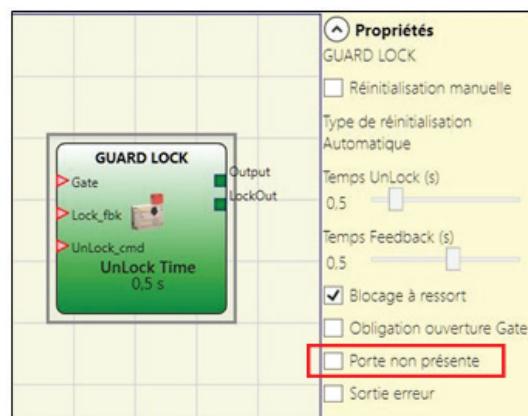 GUARD LOCK
Gate
Lock_fbk
UnLock_cmd
Output
LockOut
UnLock Time
0,5 s
Propriétés
GUARD LOCK
Réinitialisation manuelle
Type de réinitialisation
Automatique
Temps UnLock (s)
0,5
Temps Feedback (s)
0,5
Blocage à ressort
Obligation ouverture Gate
Porte non présente
Sortie erreur